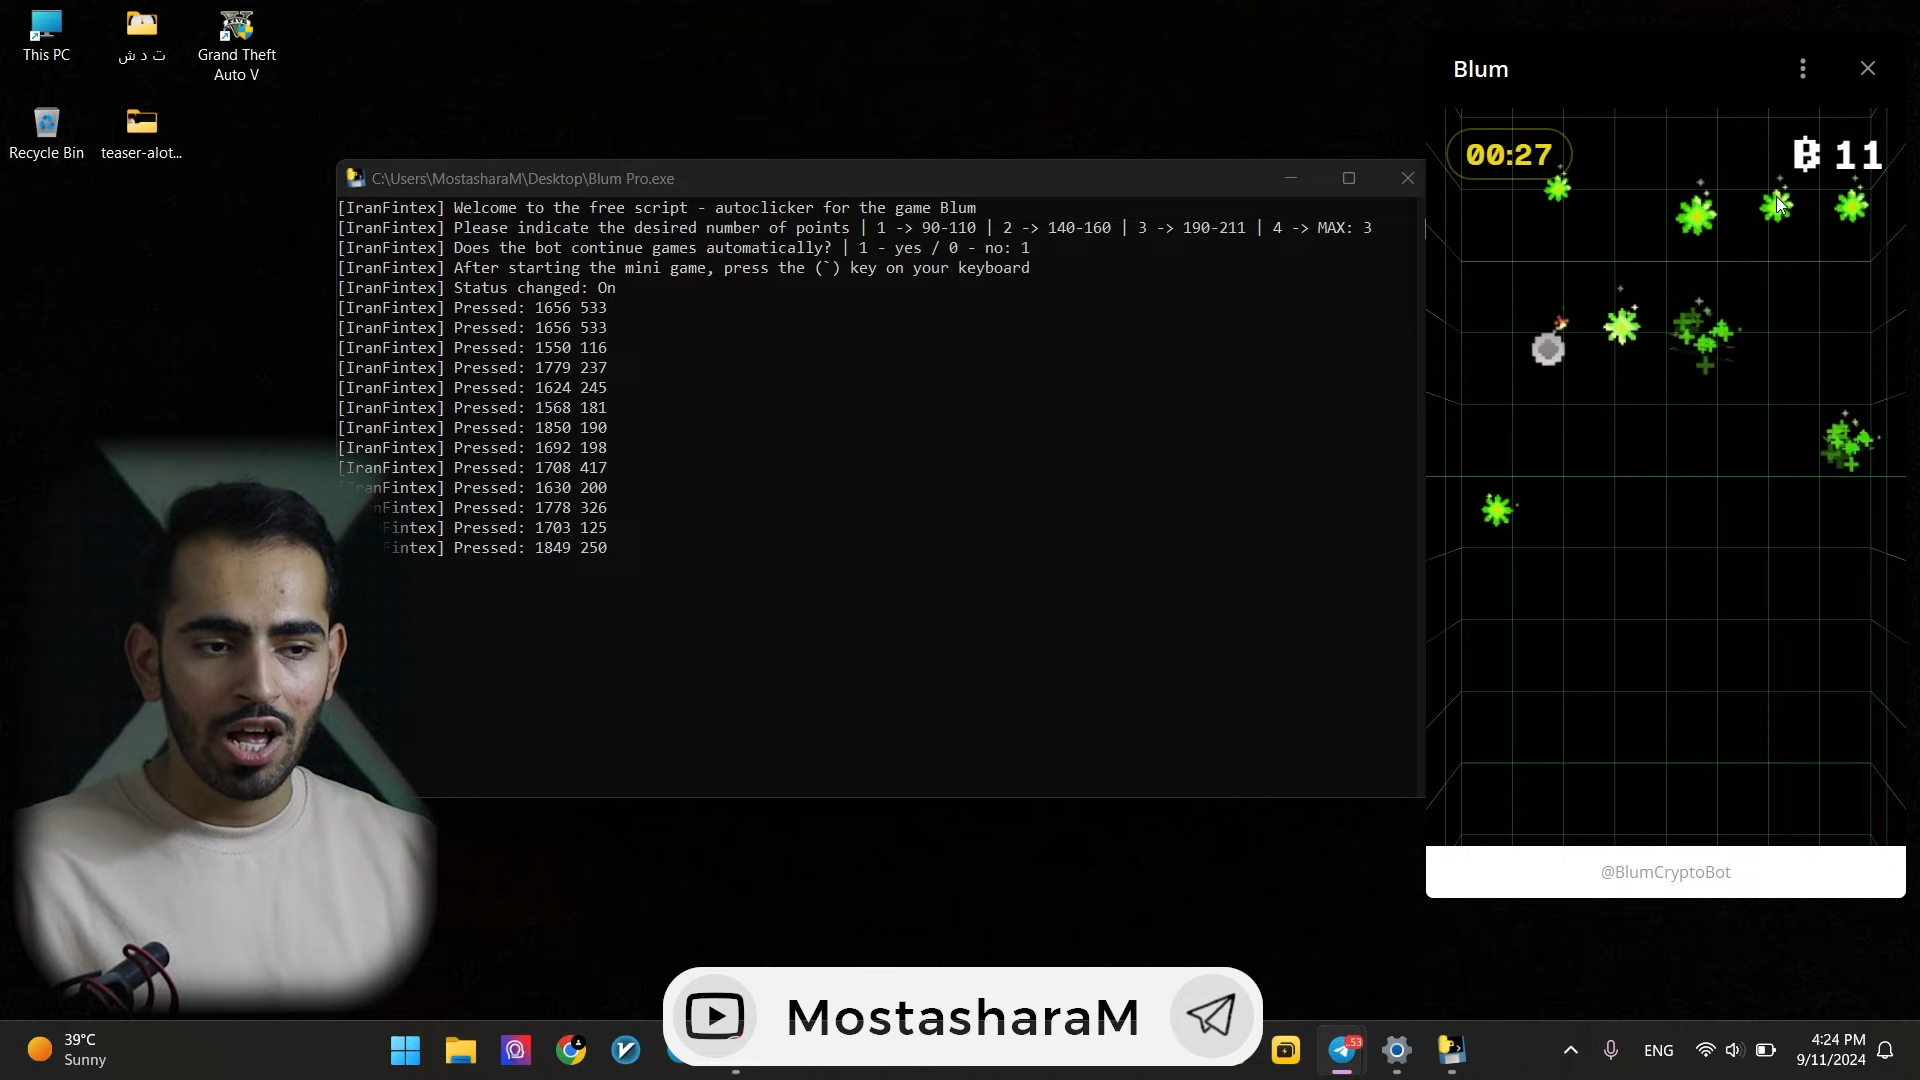 This PC
ت د ش
Grand Theft
Auto V
Recycle Bin
teaser-alot...
C:\Users\MostasharaM\Desktop\Blum Pro.exe
[IranFintex] Welcome to the free script - autoclicker for the game Blum
[IranFintex] Please indicate the desired number of points | 1 -> 90-110 | 2 -> 140-160 | 3 -> 190-211 | 4 -> MAX: 3
[IranFintex] Does the bot continue games automatically? | 1 - yes / 0 - no: 1
[IranFintex] After starting the mini game, press the (`) key on your keyboard
[IranFintex] Status changed: On
[IranFintex] Pressed: 1656 533
[IranFintex] Pressed: 1656 533
[IranFintex] Pressed: 1550 116
[IranFintex] Pressed: 1779 237
[IranFintex] Pressed: 1624 245
[IranFintex] Pressed: 1568 181
[IranFintex] Pressed: 1850 190
[IranFintex] Pressed: 1692 198
[IranFintex] Pressed: 1708 417
anFintex] Pressed: 1630 200
Fintex] Pressed: 1778 326
Fintex] Pressed: 1703 125
Fintex] Pressed: 1849 250
Blum
00:27
11
@BlumCryptoBot
MostasharaM
39°C
Sunny
53
ENG
4:24 PM
9/11/2024